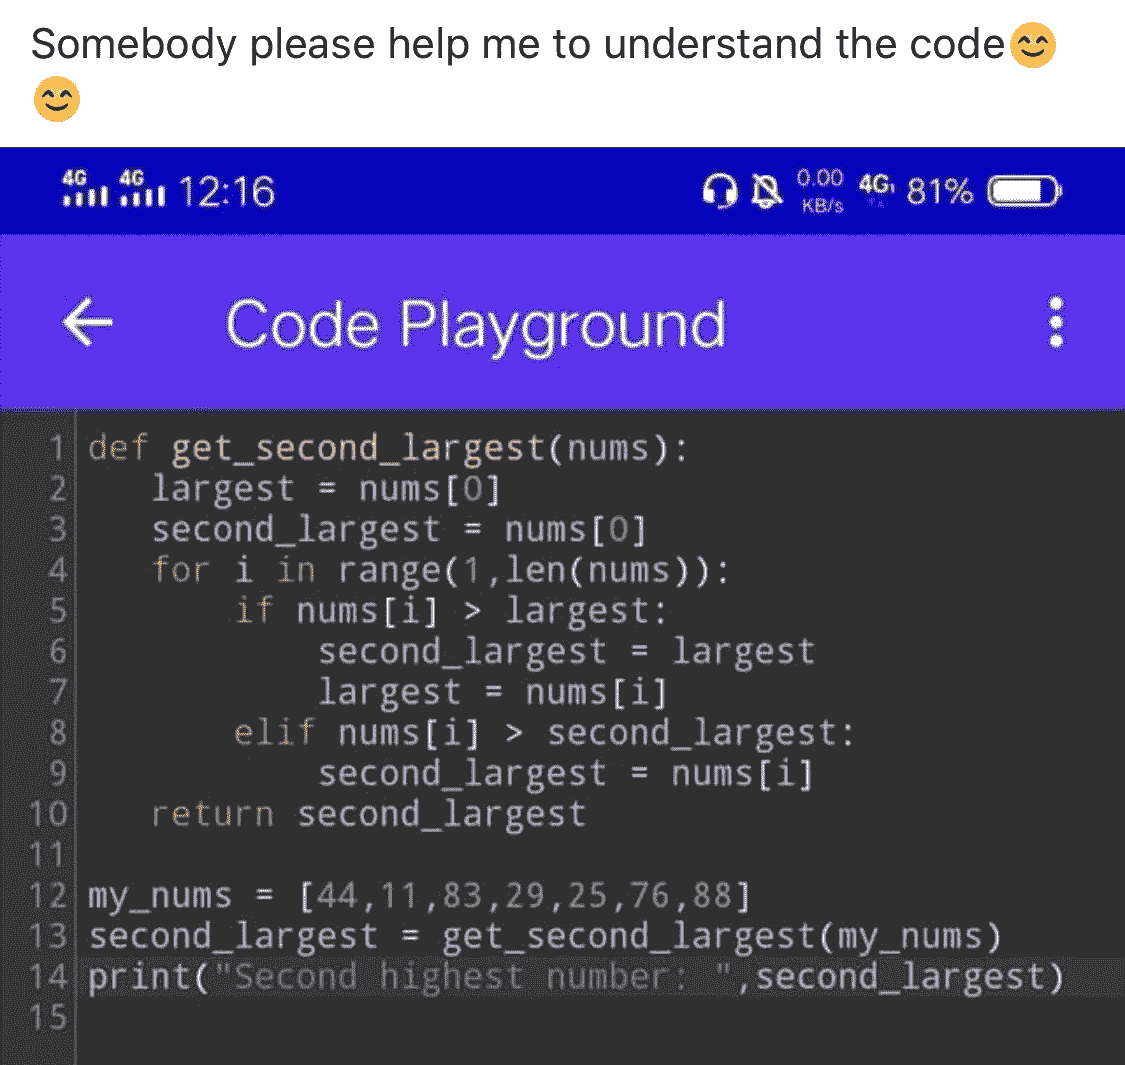 Somebody please help me to understand the code😊
😊
4G 4G 12:16 0.00 KB/s 4G 81%
Code Playground
1 def get_second_largest(nums):
2    largest = nums[0]
3    second_largest = nums[0]
4    for i in range(1,len(nums)):
5        if nums[i] > largest:
6            second_largest = largest
7            largest = nums[i]
8        elif nums[i] > second_largest:
9            second_largest = nums[i]
10    return second_largest
11
12 my_nums = [44,11,83,29,25,76,88]
13 second_largest = get_second_largest(my_nums)
14 print("Second highest number: ",second_largest)
15